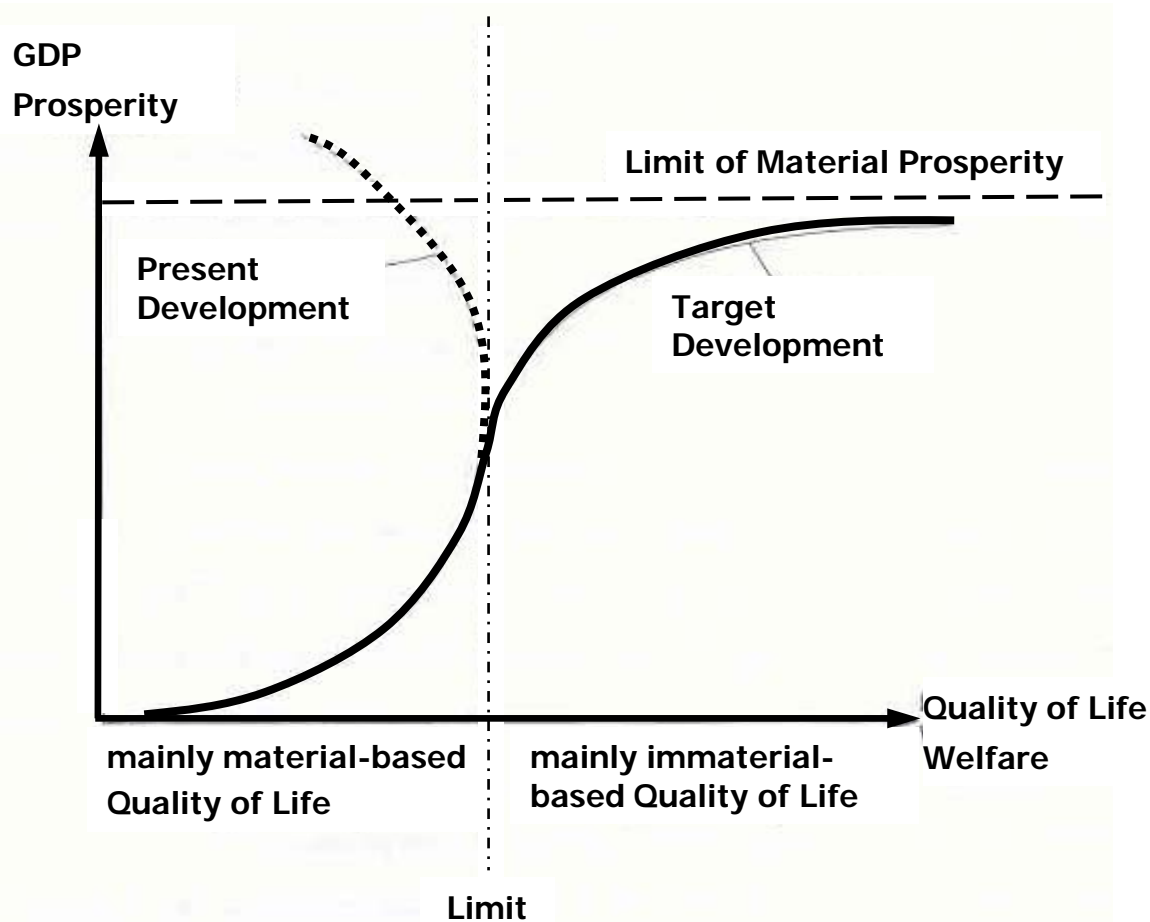 GDP
Prosperity
Limit of Material Prosperity
Present
Development
Target
Development
Quality of Life
Welfare
mainly material-based
Quality of Life
mainly immaterial-
based Quality of Life
Limit